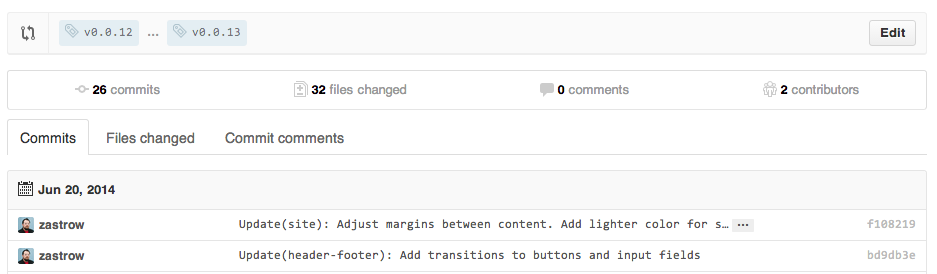 v0.0.12 ... v0.0.13 Edit
26 commits 32 files changed 0 comments 2 contributors
Commits Files changed Commit comments
Jun 20, 2014
zastrow Update(site): Adjust margins between content. Add lighter color for s… ... f108219
zastrow Update(header-footer): Add transitions to buttons and input fields bd9db3e